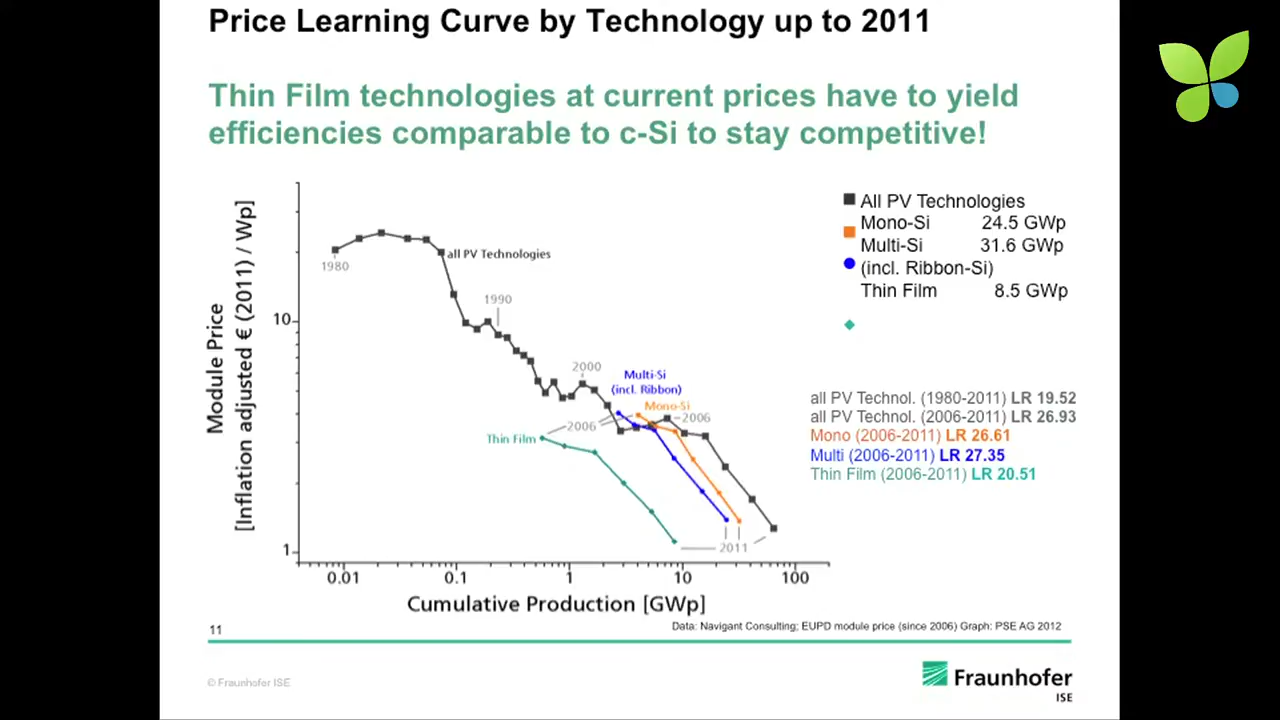 Price Learning Curve by Technology up to 2011
Thin Film technologies at current prices have to yield
efficiencies comparable to c-Si to stay competitive!
Module Price
[Inflation adjusted € (2011) / Wp]
10
1
1980
all PV Technologies
1990
2000
Multi-Si
(incl. Ribbon)
Mono-Si
2006
2006
Thin Film
2011
0.01
0.1
1
10
100
Cumulative Production [GWp]
All PV Technologies
Mono-Si 24.5 GWp
Multi-Si 31.6 GWp
(incl. Ribbon-Si)
Thin Film 8.5 GWp
all PV Technol. (1980-2011) LR 19.52
all PV Technol. (2006-2011) LR 26.93
Mono (2006-2011) LR 26.61
Multi (2006-2011) LR 27.35
Thin Film (2006-2011) LR 20.51
Data: Navigant Consulting; EUPD module price (since 2006) Graph: PSE AG 2012
11
© Fraunhofer ISE
Fraunhofer
ISE